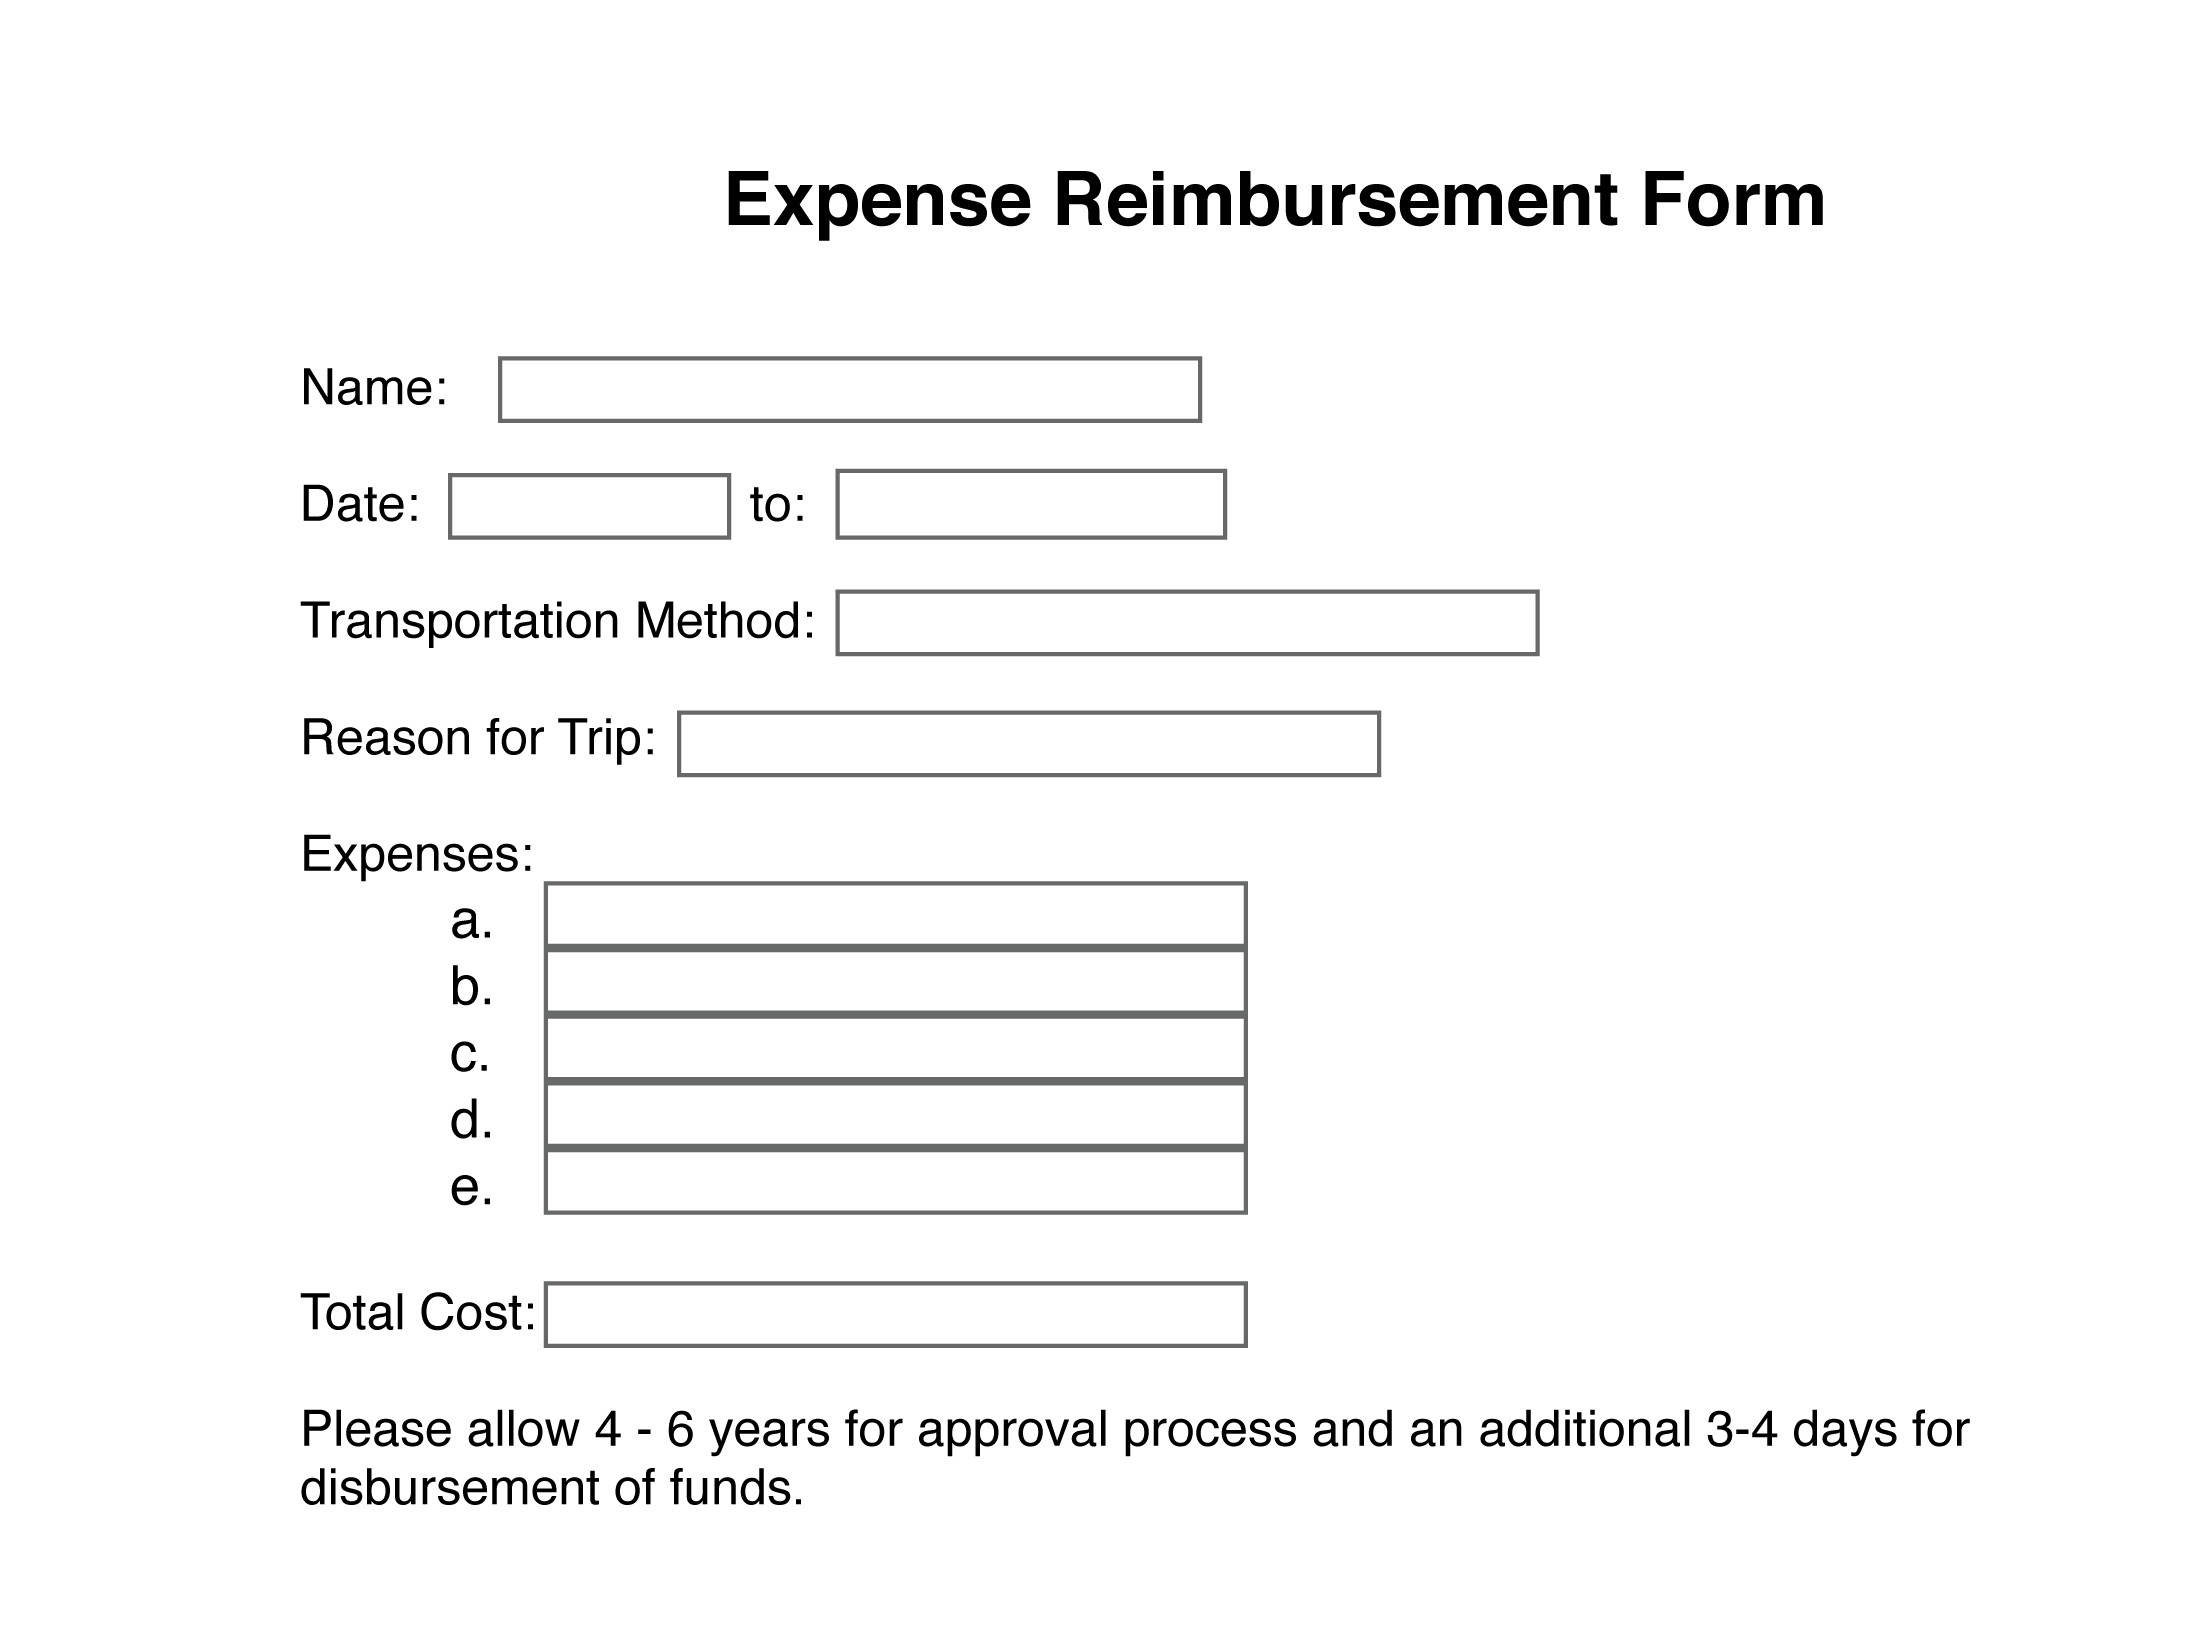 Expense Reimbursement Form
Name:
Date: to:
Transportation Method:
Reason for Trip:
Expenses:
a.
b.
c.
d.
e.
Total Cost:
Please allow 4 - 6 years for approval process and an additional 3-4 days for
disbursement of funds.